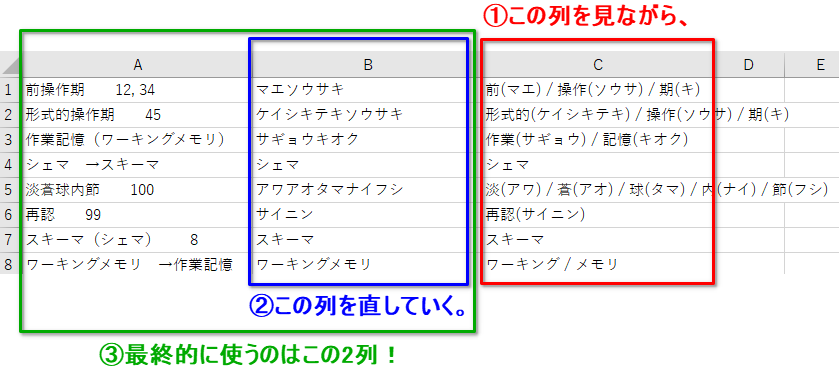 ①この列を見ながら、
A B C D E
1 前操作期 12, 34 マエソウサキ 前(マエ) / 操作(ソウサ) / 期(キ)
2 形式的操作期 45 ケイシキテキソウサキ 形式的(ケイシキテキ) / 操作(ソウサ) / 期(キ)
3 作業記憶（ワーキングメモリ） サギョウキオク 作業(サギョウ) / 記憶(キオク)
4 シェマ →スキーマ シェマ シェマ
5 淡蒼球内節 100 アワアオタマナイフシ 淡(アワ) / 蒼(アオ) / 球(タマ) / 内(ナイ) / 節(フシ)
6 再認 99 サイニン 再認(サイニン)
7 スキーマ（シェマ） 8 スキーマ スキーマ
8 ワーキングメモリ →作業記憶 ワーキングメモリ ワーキング / メモリ
②この列を直していく。
③最終的に使うのはこの2列！